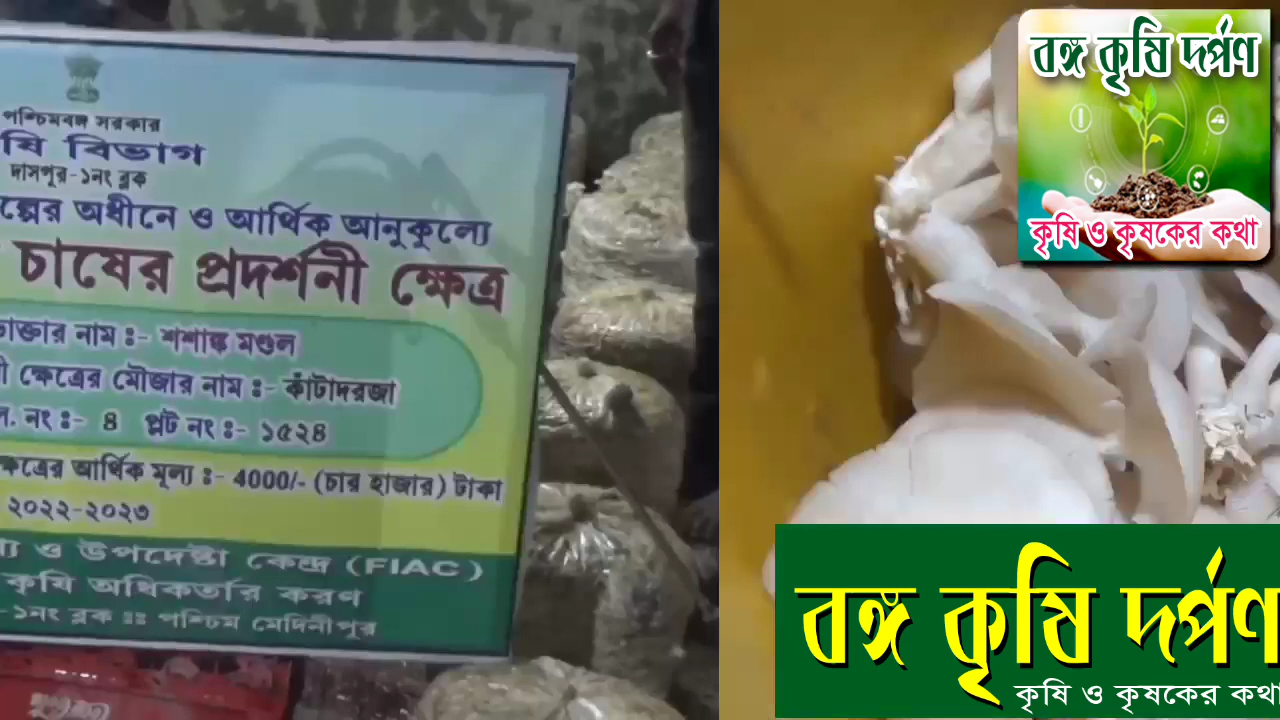 পশ্চিমবঙ্গ সরকার
ষি বিভাগ
দাসপুর-১নং ব্লক
ল্পের অধীনে ও আর্থিক আনুকুল্যে
চাষের প্রদর্শনী ক্ষেত্র
ভোক্তার নাম ঃ- শশাঙ্ক মণ্ডল
ী ক্ষেত্রের মৌজার নাম ঃ- কাঁটাদরজা
ল. নং ঃ- ৪ প্লট নং ঃ- ১৫২৪
ক্ষেত্রের আর্থিক মূল্য ঃ- 4000/- (চার হাজার) টাকা
২০২২-২০২৩
ও উপদেষ্টা কেন্দ্র (FIAC)
কৃষি অধিকর্তার করণ
-১নং ব্লক ঃঃ পশ্চিম মেদিনীপুর
বঙ্গ কৃষি দর্পণ
কৃষি ও কৃষকের কথা
বঙ্গ কৃষি দর্পণ
কৃষি ও কৃষকের কথা